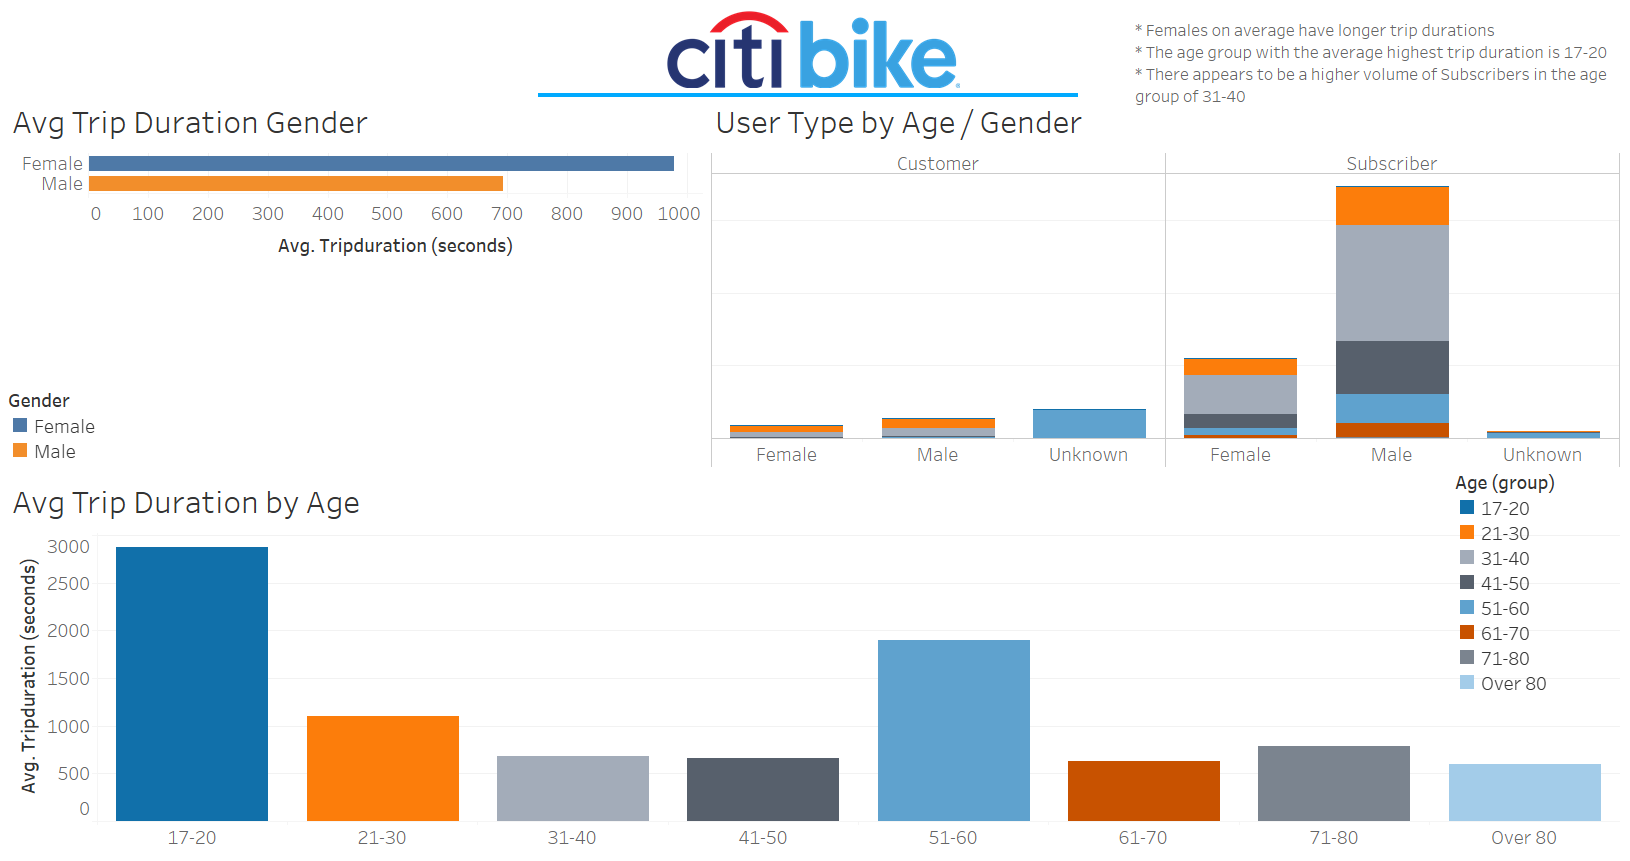 citi bike
* Females on average have longer trip durations
* The age group with the average highest trip duration is 17-20
* There appears to be a higher volume of Subscribers in the age
group of 31-40
Avg Trip Duration Gender
Female
Male
0 100 200 300 400 500 600 700 800 900 1000
Avg. Tripduration (seconds)
Gender
Female
Male
User Type by Age / Gender
Customer Subscriber
Female Male Unknown Female Male Unknown
Age (group)
17-20
21-30
31-40
41-50
51-60
61-70
71-80
Over 80
Avg Trip Duration by Age
Avg. Tripduration (seconds)
3000
2500
2000
1500
1000
500
0
17-20 21-30 31-40 41-50 51-60 61-70 71-80 Over 80